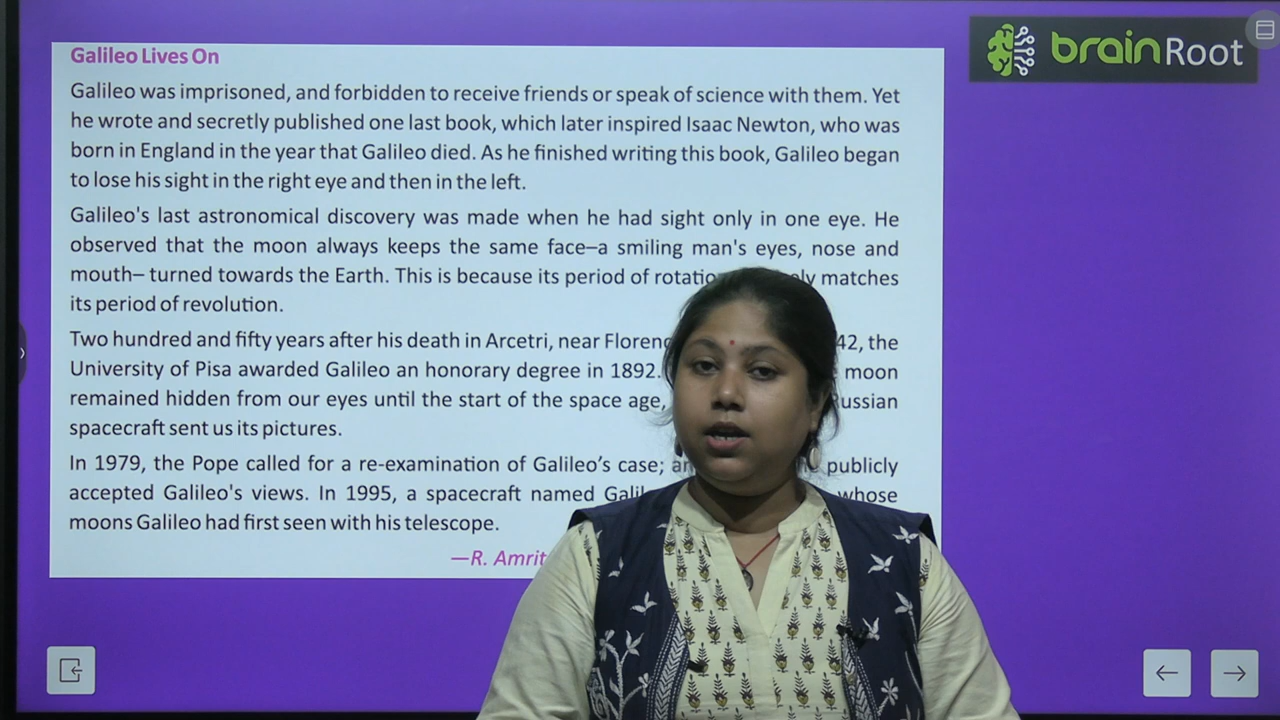 brainRoot
Galileo Lives On
Galileo was imprisoned, and forbidden to receive friends or speak of science with them. Yet
he wrote and secretly published one last book, which later inspired Isaac Newton, who was
born in England in the year that Galileo died. As he finished writing this book, Galileo began
to lose his sight in the right eye and then in the left.
Galileo's last astronomical discovery was made when he had sight only in one eye. He
observed that the moon always keeps the same face–a smiling man's eyes, nose and
mouth– turned towards the Earth. This is because its period of matches
its period of revolution.
Two hundred and fifty years after his death in Arcetri, near 42, the
University of Pisa awarded Galileo an honorary degree in 1892. moon
remained hidden from our eyes until the start of the space age, Russian
spacecraft sent us its pictures.
In 1979, the Pope called for a re-examination of Galileo's case; publicly
accepted Galileo's views. In 1995, a spacecraft named whose
moons Galileo had first seen with his telescope.
—R. Amrit